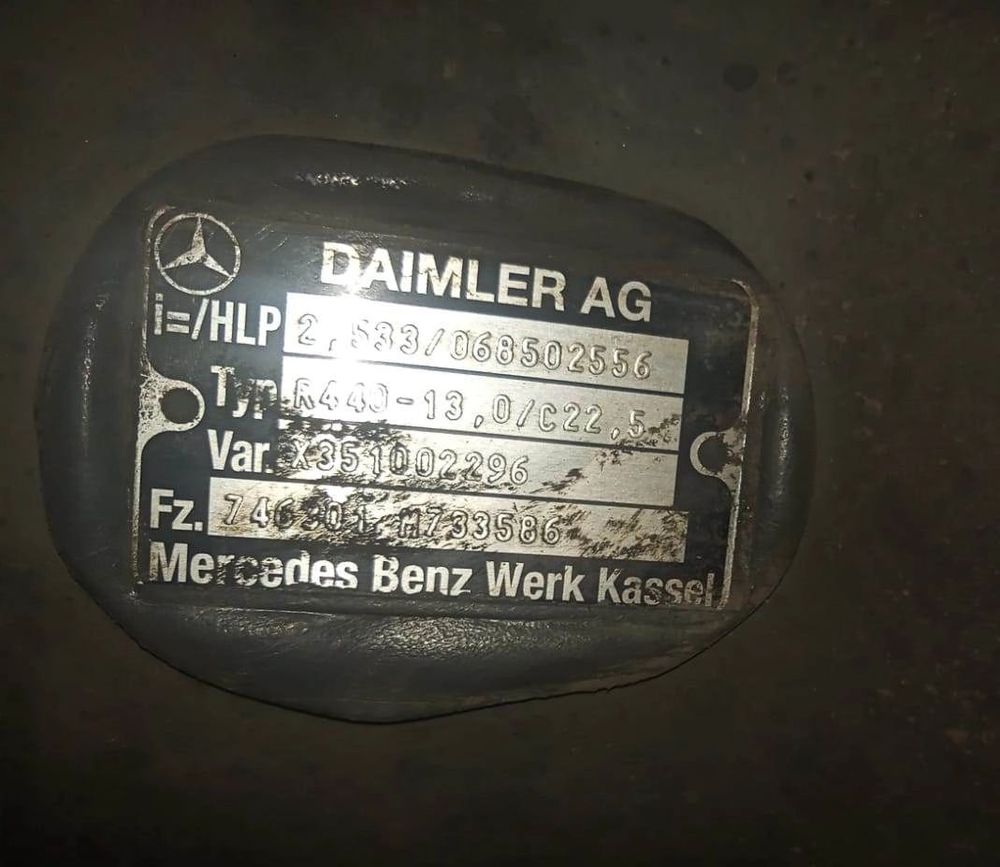 DAIMLER AG
i=/HLP 2,533/068502556
Typ R440-13,0/C22,5
Var. X351002296
Fz. M733586
Mercedes Benz Werk Kassel